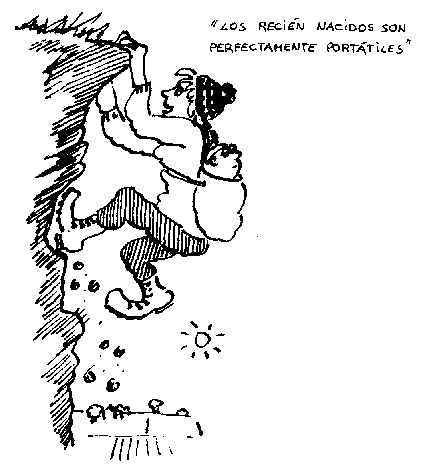 "LOS RECIÉN NACIDOS SON
PERFECTAMENTE PORTÁTILES"